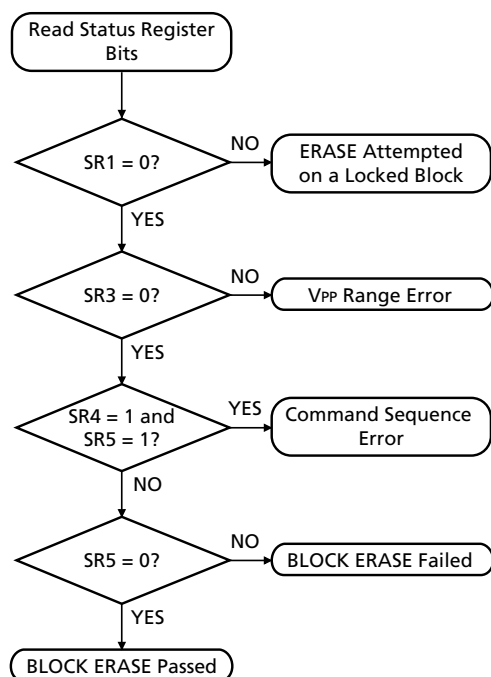 Read Status Register
Bits
SR1 = 0?
NO
ERASE Attempted
on a Locked Block
YES
SR3 = 0?
NO
VPP Range Error
YES
SR4 = 1 and
SR5 = 1?
YES
Command Sequence
Error
NO
SR5 = 0?
NO
BLOCK ERASE Failed
YES
BLOCK ERASE Passed